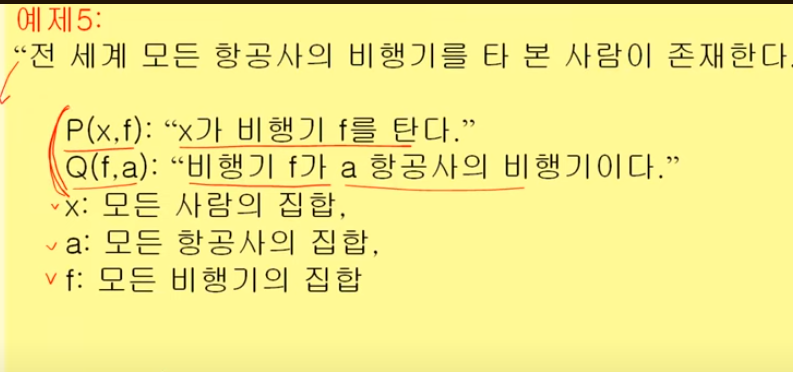 예제5:
“전 세계 모든 항공사의 비행기를 타 본 사람이 존재한다.
P(x,f): “x가 비행기 f를 탄다.”
Q(f,a): “비행기 f가 a 항공사의 비행기이다.”
x: 모든 사람의 집합,
a: 모든 항공사의 집합,
f: 모든 비행기의 집합